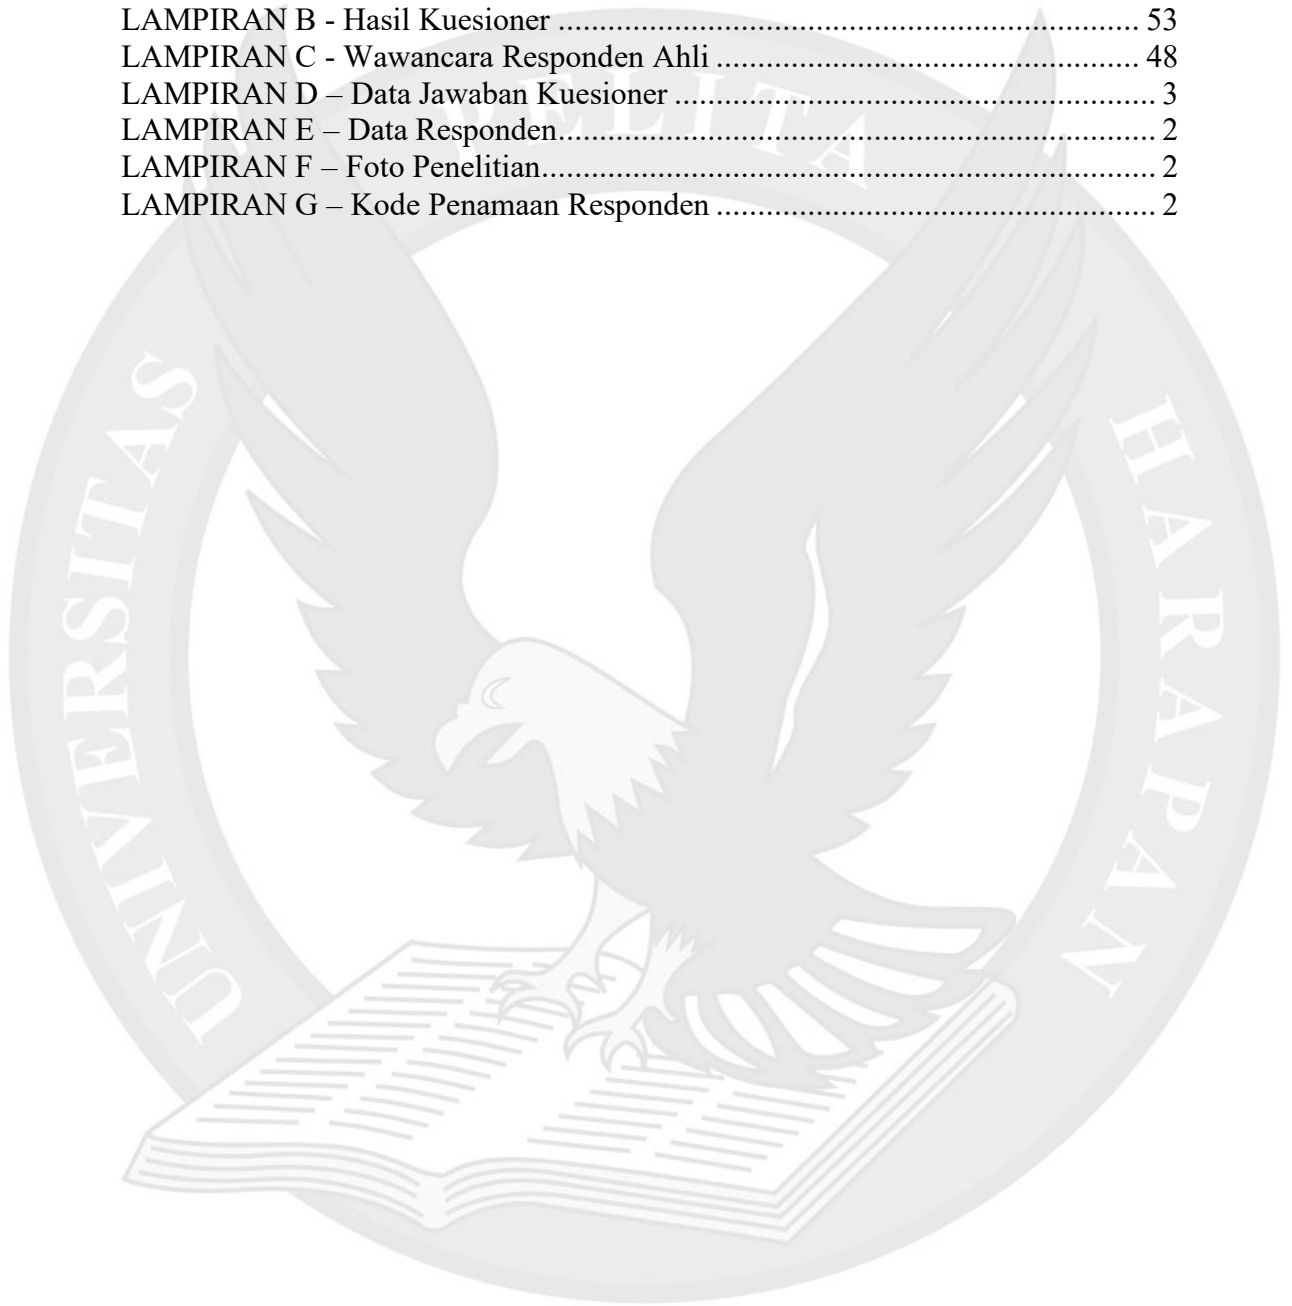 LAMPIRAN B - Hasil Kuesioner ........................................................................ 53
LAMPIRAN C - Wawancara Responden Ahli .................................................... 48
LAMPIRAN D – Data Jawaban Kuesioner ........................................................... 3
LAMPIRAN E – Data Responden.......................................................................... 2
LAMPIRAN F – Foto Penelitian............................................................................ 2
LAMPIRAN G – Kode Penamaan Responden ...................................................... 2
UNIVERSITAS PELITA HARAPAN